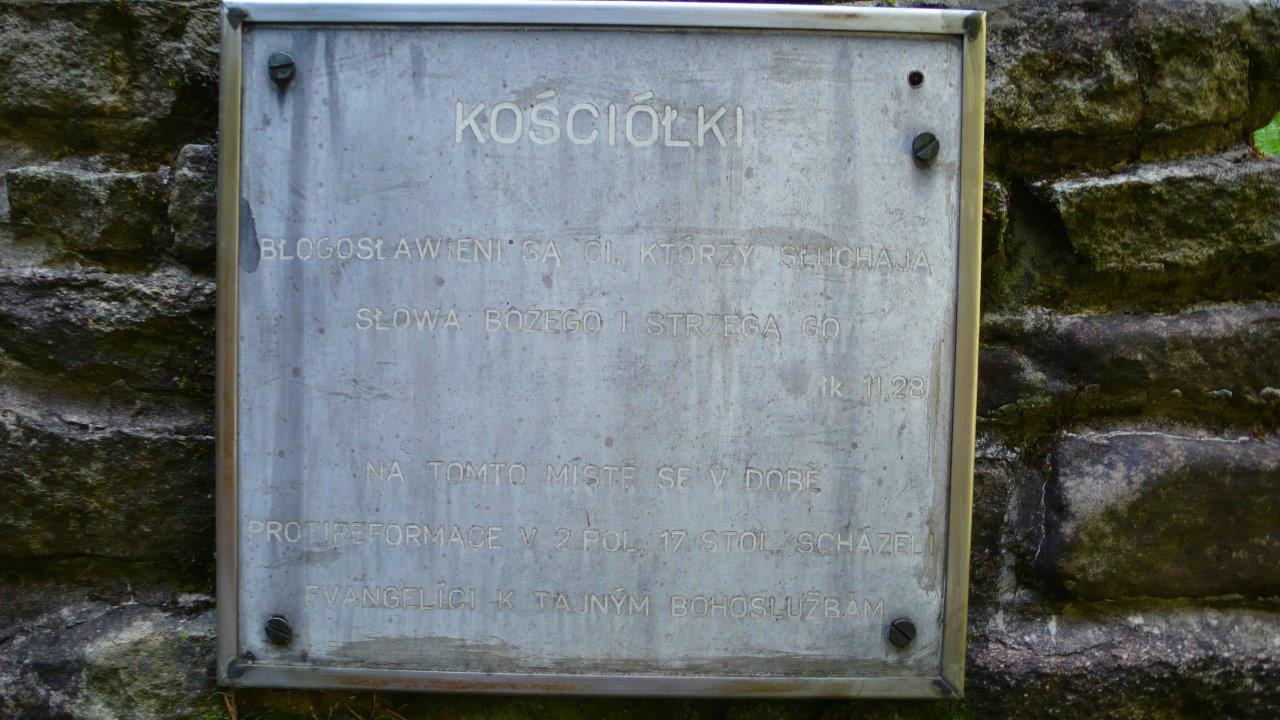 KOŚCIÓŁKI
BŁOGOSŁAWIENI SĄ CI, KTÓRZY SŁUCHAJĄ
SŁOWA BOŻEGO I STRZEGĄ GO
Łk 11,28
NA TOMTO MÍSTĚ SE V DOBĚ
PROTIREFORMACE V 2.POL. 17.STOL. SCHÁZELI
EVANGELÍCI K TAJNÝM BOHOSLUŽBÁM